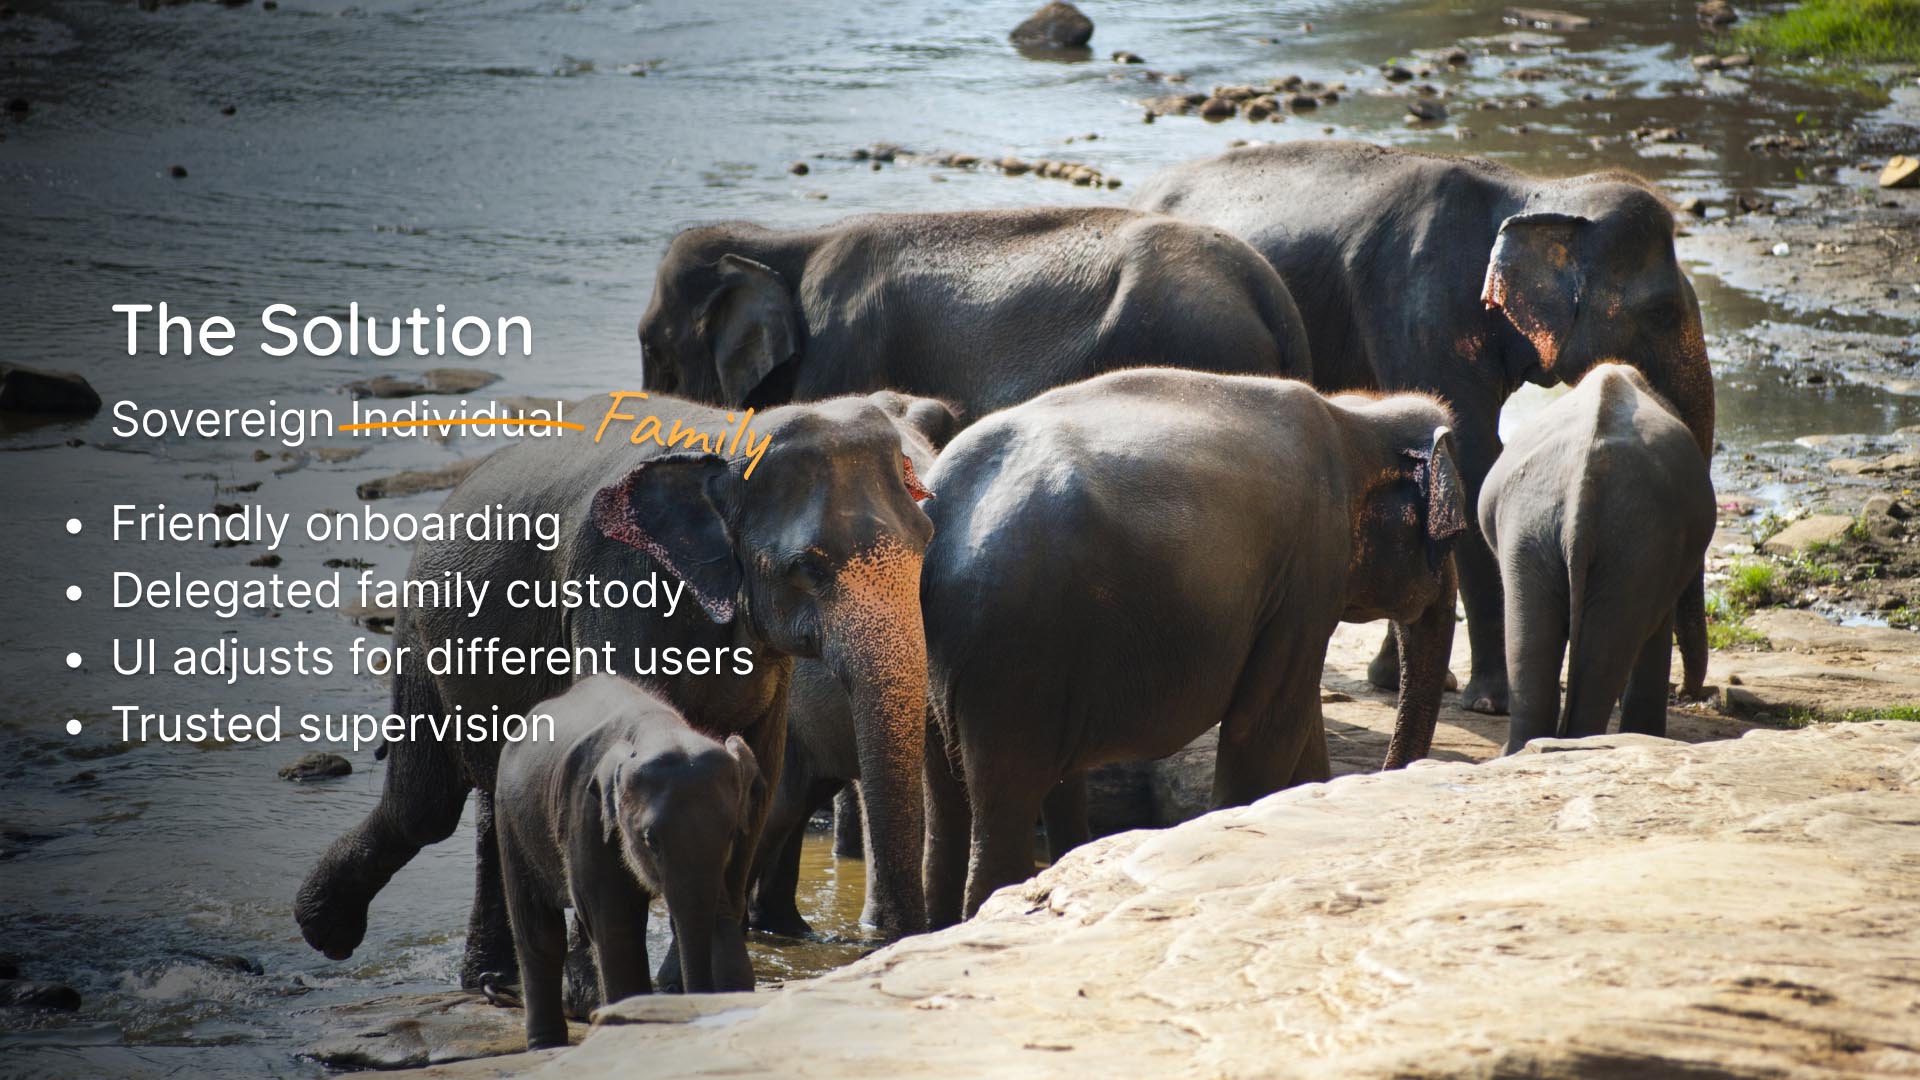 The Solution
Sovereign Individual Family
• Friendly onboarding
• Delegated family custody
• UI adjusts for different users
• Trusted supervision